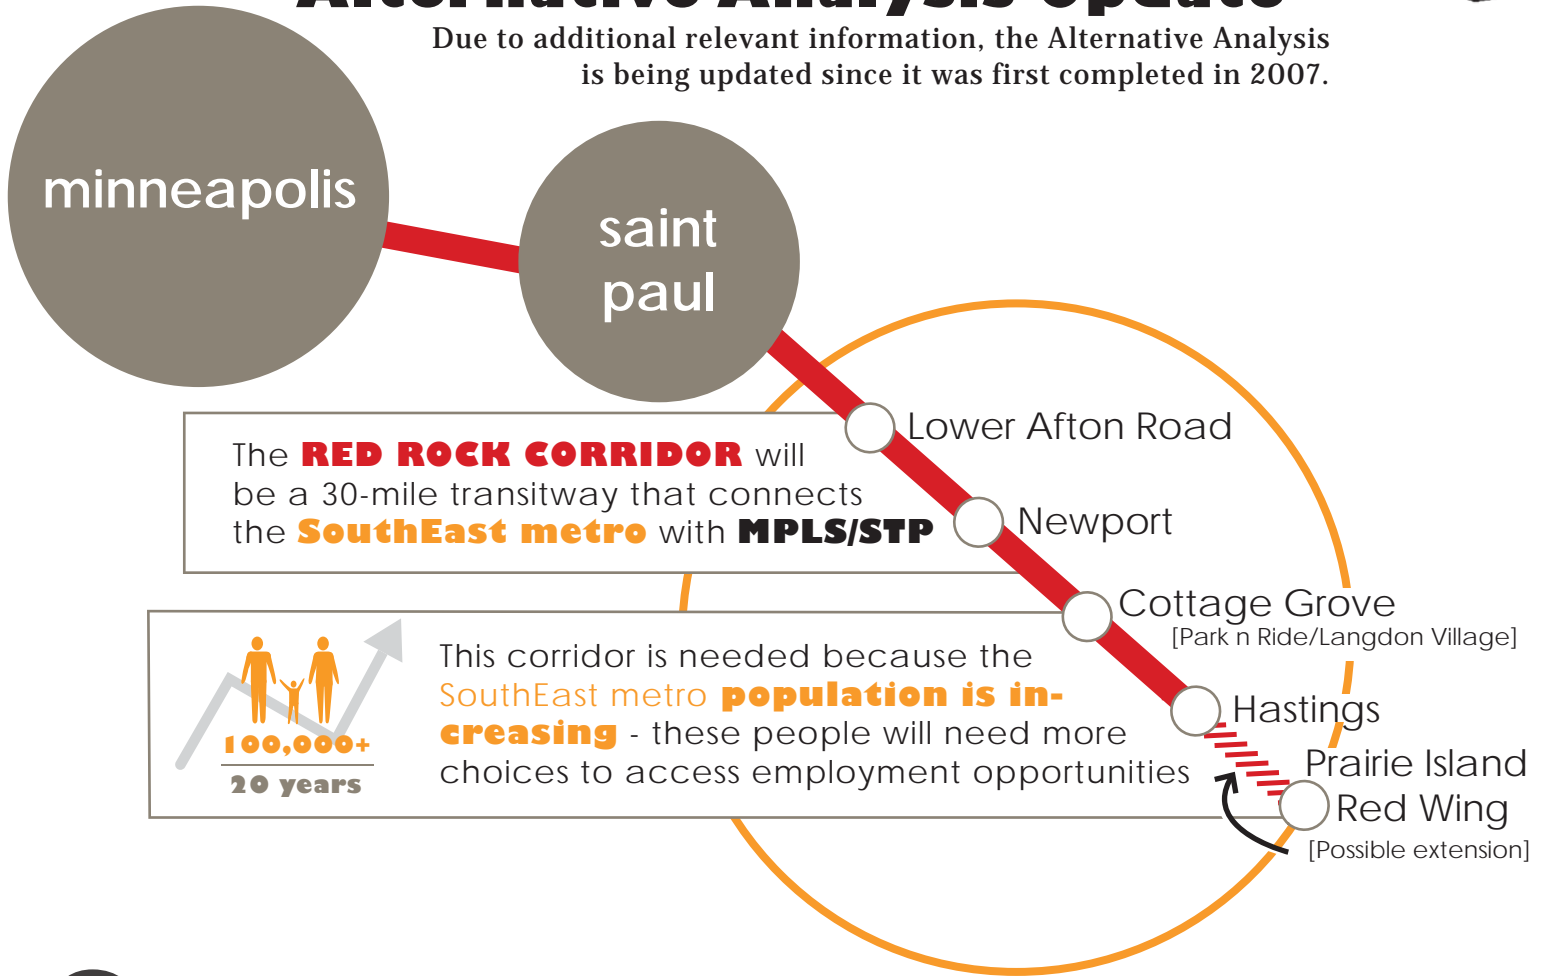 Alternative Analysis Update
Due to additional relevant information, the Alternative Analysis
is being updated since it was first completed in 2007.
minneapolis
saint
paul
Lower Afton Road
The RED ROCK CORRIDOR will
be a 30-mile transitway that connects
the SouthEast metro with MPLS/STP
Newport
Cottage Grove
[Park n Ride/Langdon Village]
This corridor is needed because the
SouthEast metro population is in-
creasing - these people will need more
choices to access employment opportunities
100,000+
20 years
Hastings
Prairie Island
Red Wing
[Possible extension]